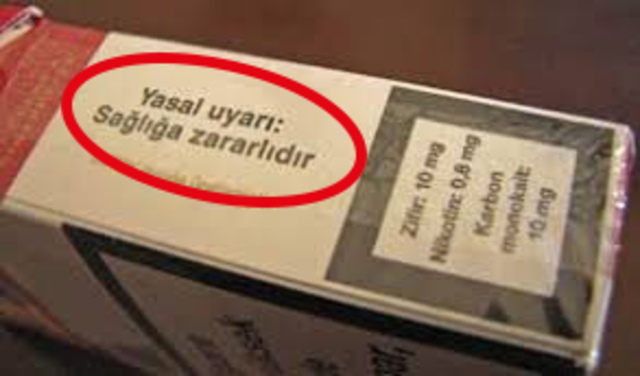 Yasal uyarı:
Sağlığa zararlıdır
Zifir: 10 mg
Nikotin: 0,8 mg
Karbon
monoksit:
10 mg